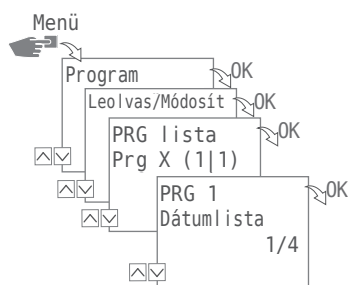 Menü
Program OK
Leolvas/Módosít OK
PRG lista OK
Prg X (1|1)
PRG 1 OK
Dátumlista
1/4